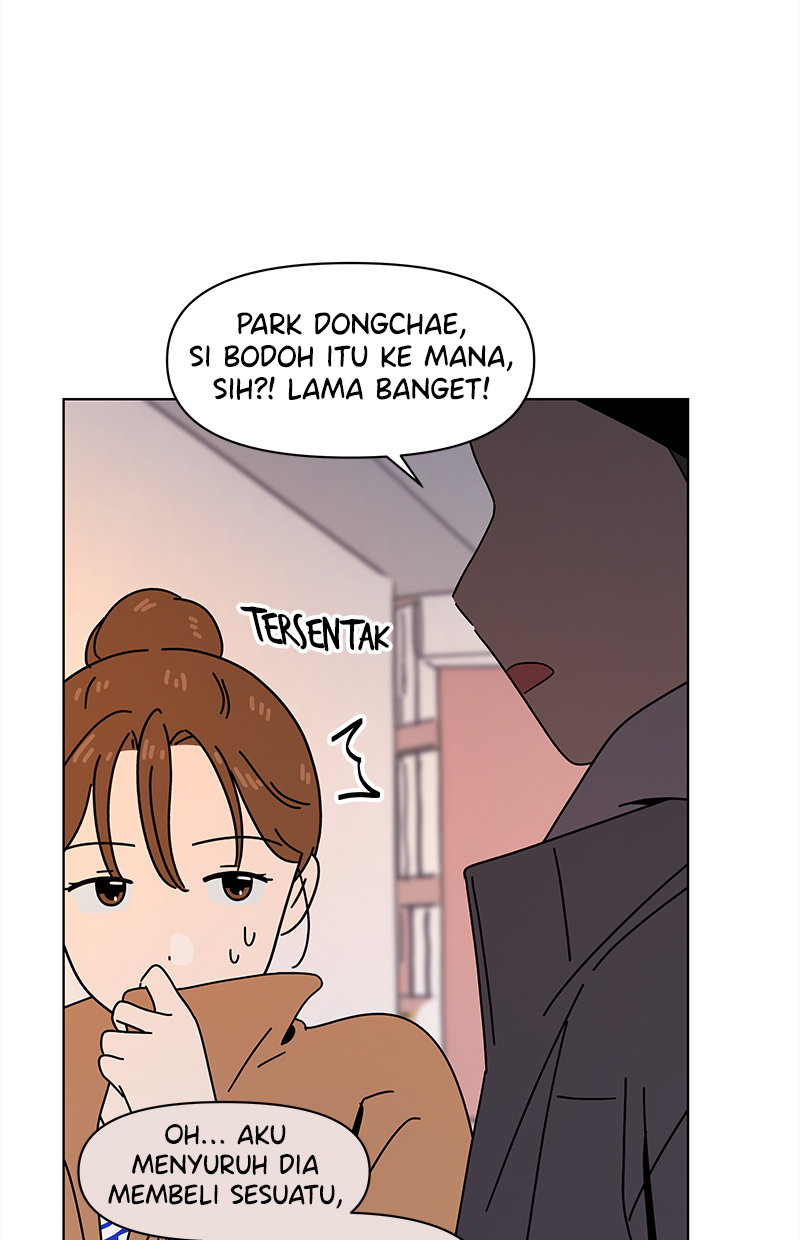 PARK DONGCHAE,
SI BODOH ITU KE MANA,
SIH?! LAMA BANGET!
TERSENTAK
OH... AKU
MENYURUH DIA
MEMBELI SESUATU,